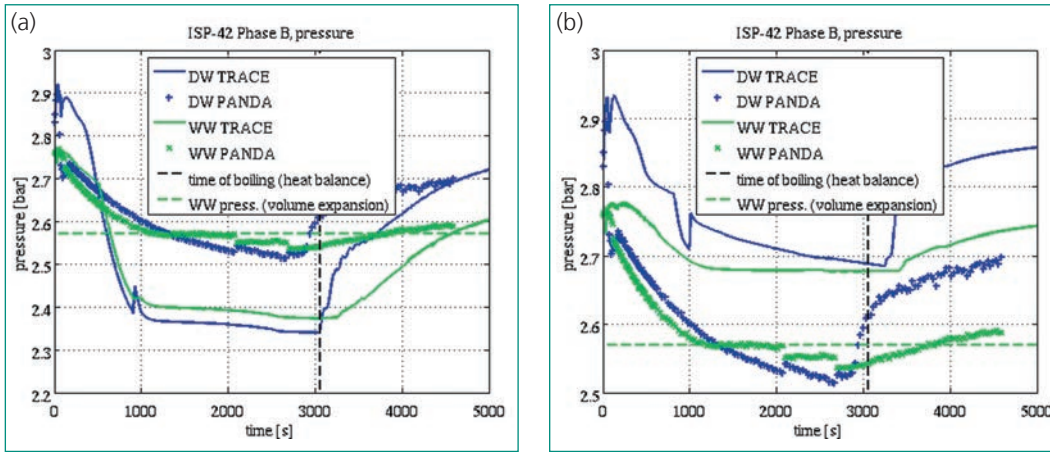 (a)
ISP-42 Phase B, pressure
3
2.9
2.8
2.7
2.6
2.5
2.4
2.3
2.2
pressure [bar]
DW TRACE
DW PANDA
WW TRACE
WW PANDA
time of boiling (heat balance)
WW press. (volume expansion)
0 1000 2000 3000 4000 5000
time [s]
(b)
ISP-42 Phase B, pressure
3
2.9
2.8
2.7
2.6
2.5
pressure [bar]
DW TRACE
DW PANDA
WW TRACE
WW PANDA
time of boiling (heat balance)
WW press. (volume expansion)
0 1000 2000 3000 4000 5000
time [s]